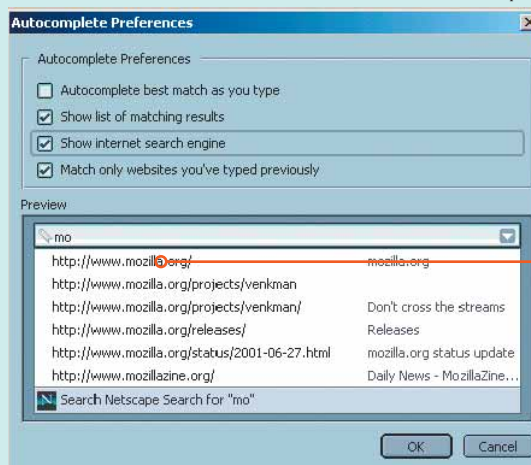 Autocomplete Preferences
Autocomplete Preferences
Autocomplete best match as you type
Show list of matching results
Show internet search engine
Match only websites you've typed previously
Preview
mo
http://www.mozilla.org/ mozilla.org
http://www.mozilla.org/projects/venkman
http://www.mozilla.org/projects/venkman/ Don't cross the streams
http://www.mozilla.org/releases/ Releases
http://www.mozilla.org/status/2001-06-27.html mozilla.org status update
http://www.mozillazine.org/ Daily News - MozillaZine...
N Search Netscape Search for "mo"
OK Cancel